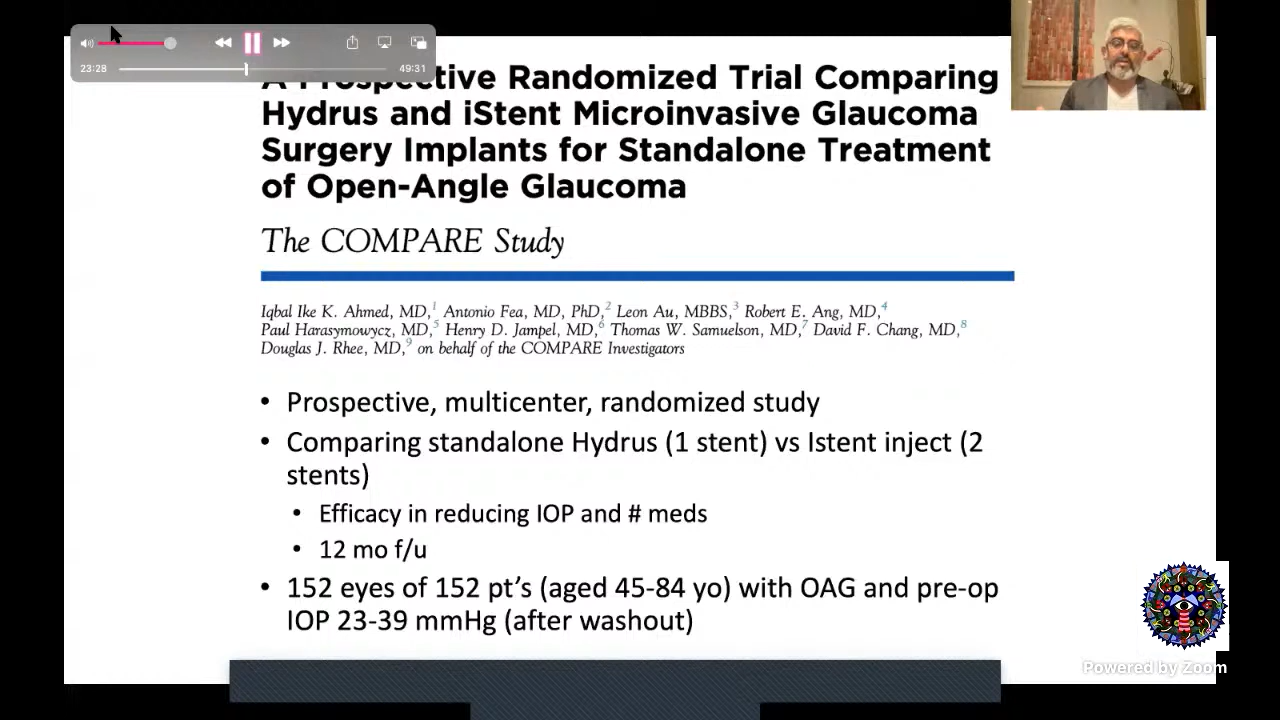 23:28
49:31
A Prospective Randomized Trial Comparing
Hydrus and iStent Microinvasive Glaucoma
Surgery Implants for Standalone Treatment
of Open-Angle Glaucoma
The COMPARE Study
Iqbal Ike K. Ahmed, MD,1 Antonio Fea, MD, PhD,2 Leon Au, MBBS,3 Robert E. Ang, MD,4
Paul Harasymowycz, MD,5 Henry D. Jampel, MD,6 Thomas W. Samuelson, MD,7 David F. Chang, MD,8
Douglas J. Rhee, MD,9 on behalf of the COMPARE Investigators
• Prospective, multicenter, randomized study
• Comparing standalone Hydrus (1 stent) vs Istent inject (2
stents)
• Efficacy in reducing IOP and # meds
• 12 mo f/u
• 152 eyes of 152 pt’s (aged 45-84 yo) with OAG and pre-op
IOP 23-39 mmHg (after washout)
Powered by Zoom